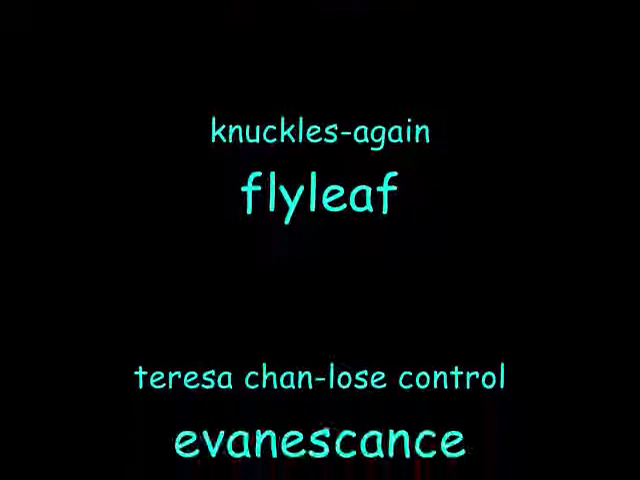 knuckles-again
flyleaf
teresa chan-lose control
evanescance